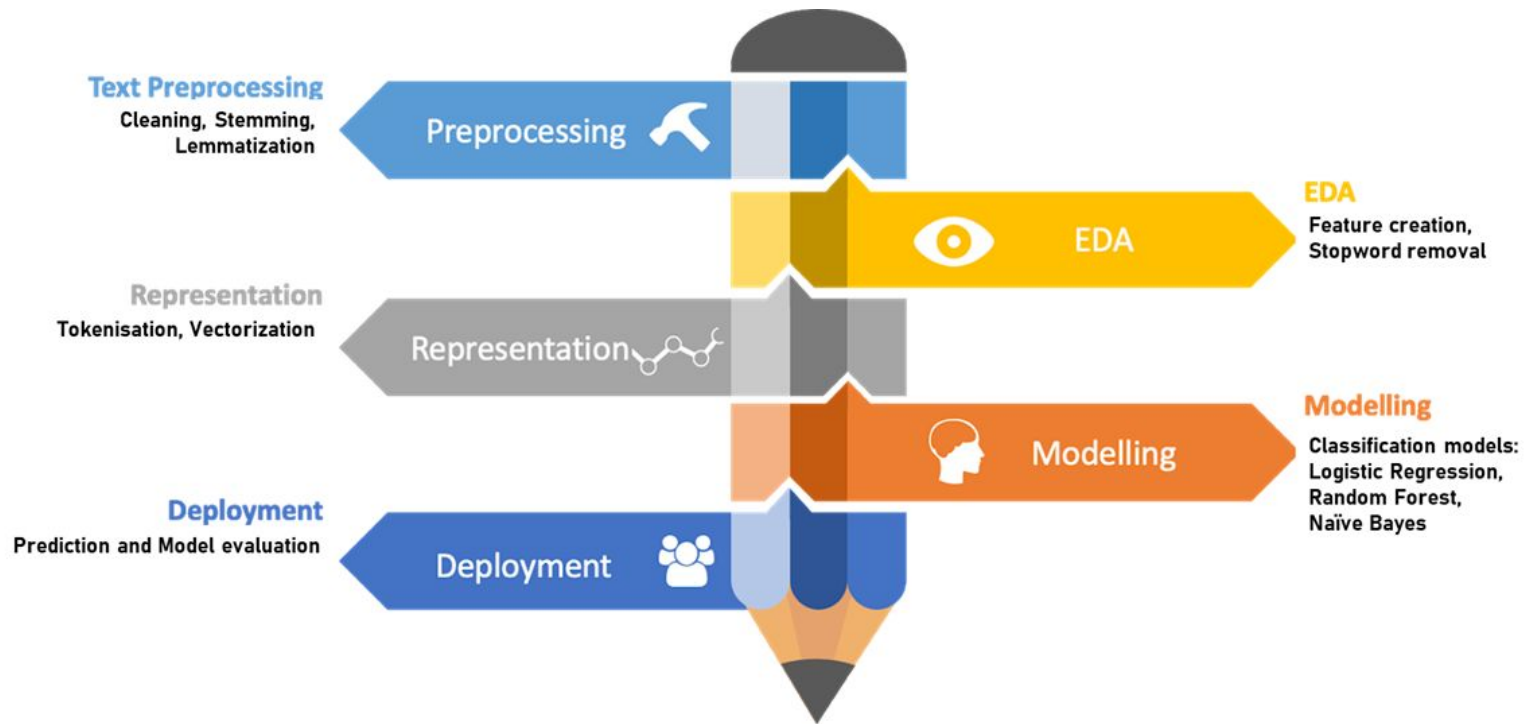 Text Preprocessing
Cleaning, Stemming,
Lemmatization
Preprocessing
EDA
EDA
Feature creation,
Stopword removal
Representation
Tokenisation, Vectorization
Representation
Modelling
Modelling
Classification models:
Logistic Regression,
Random Forest,
Naïve Bayes
Deployment
Prediction and Model evaluation
Deployment